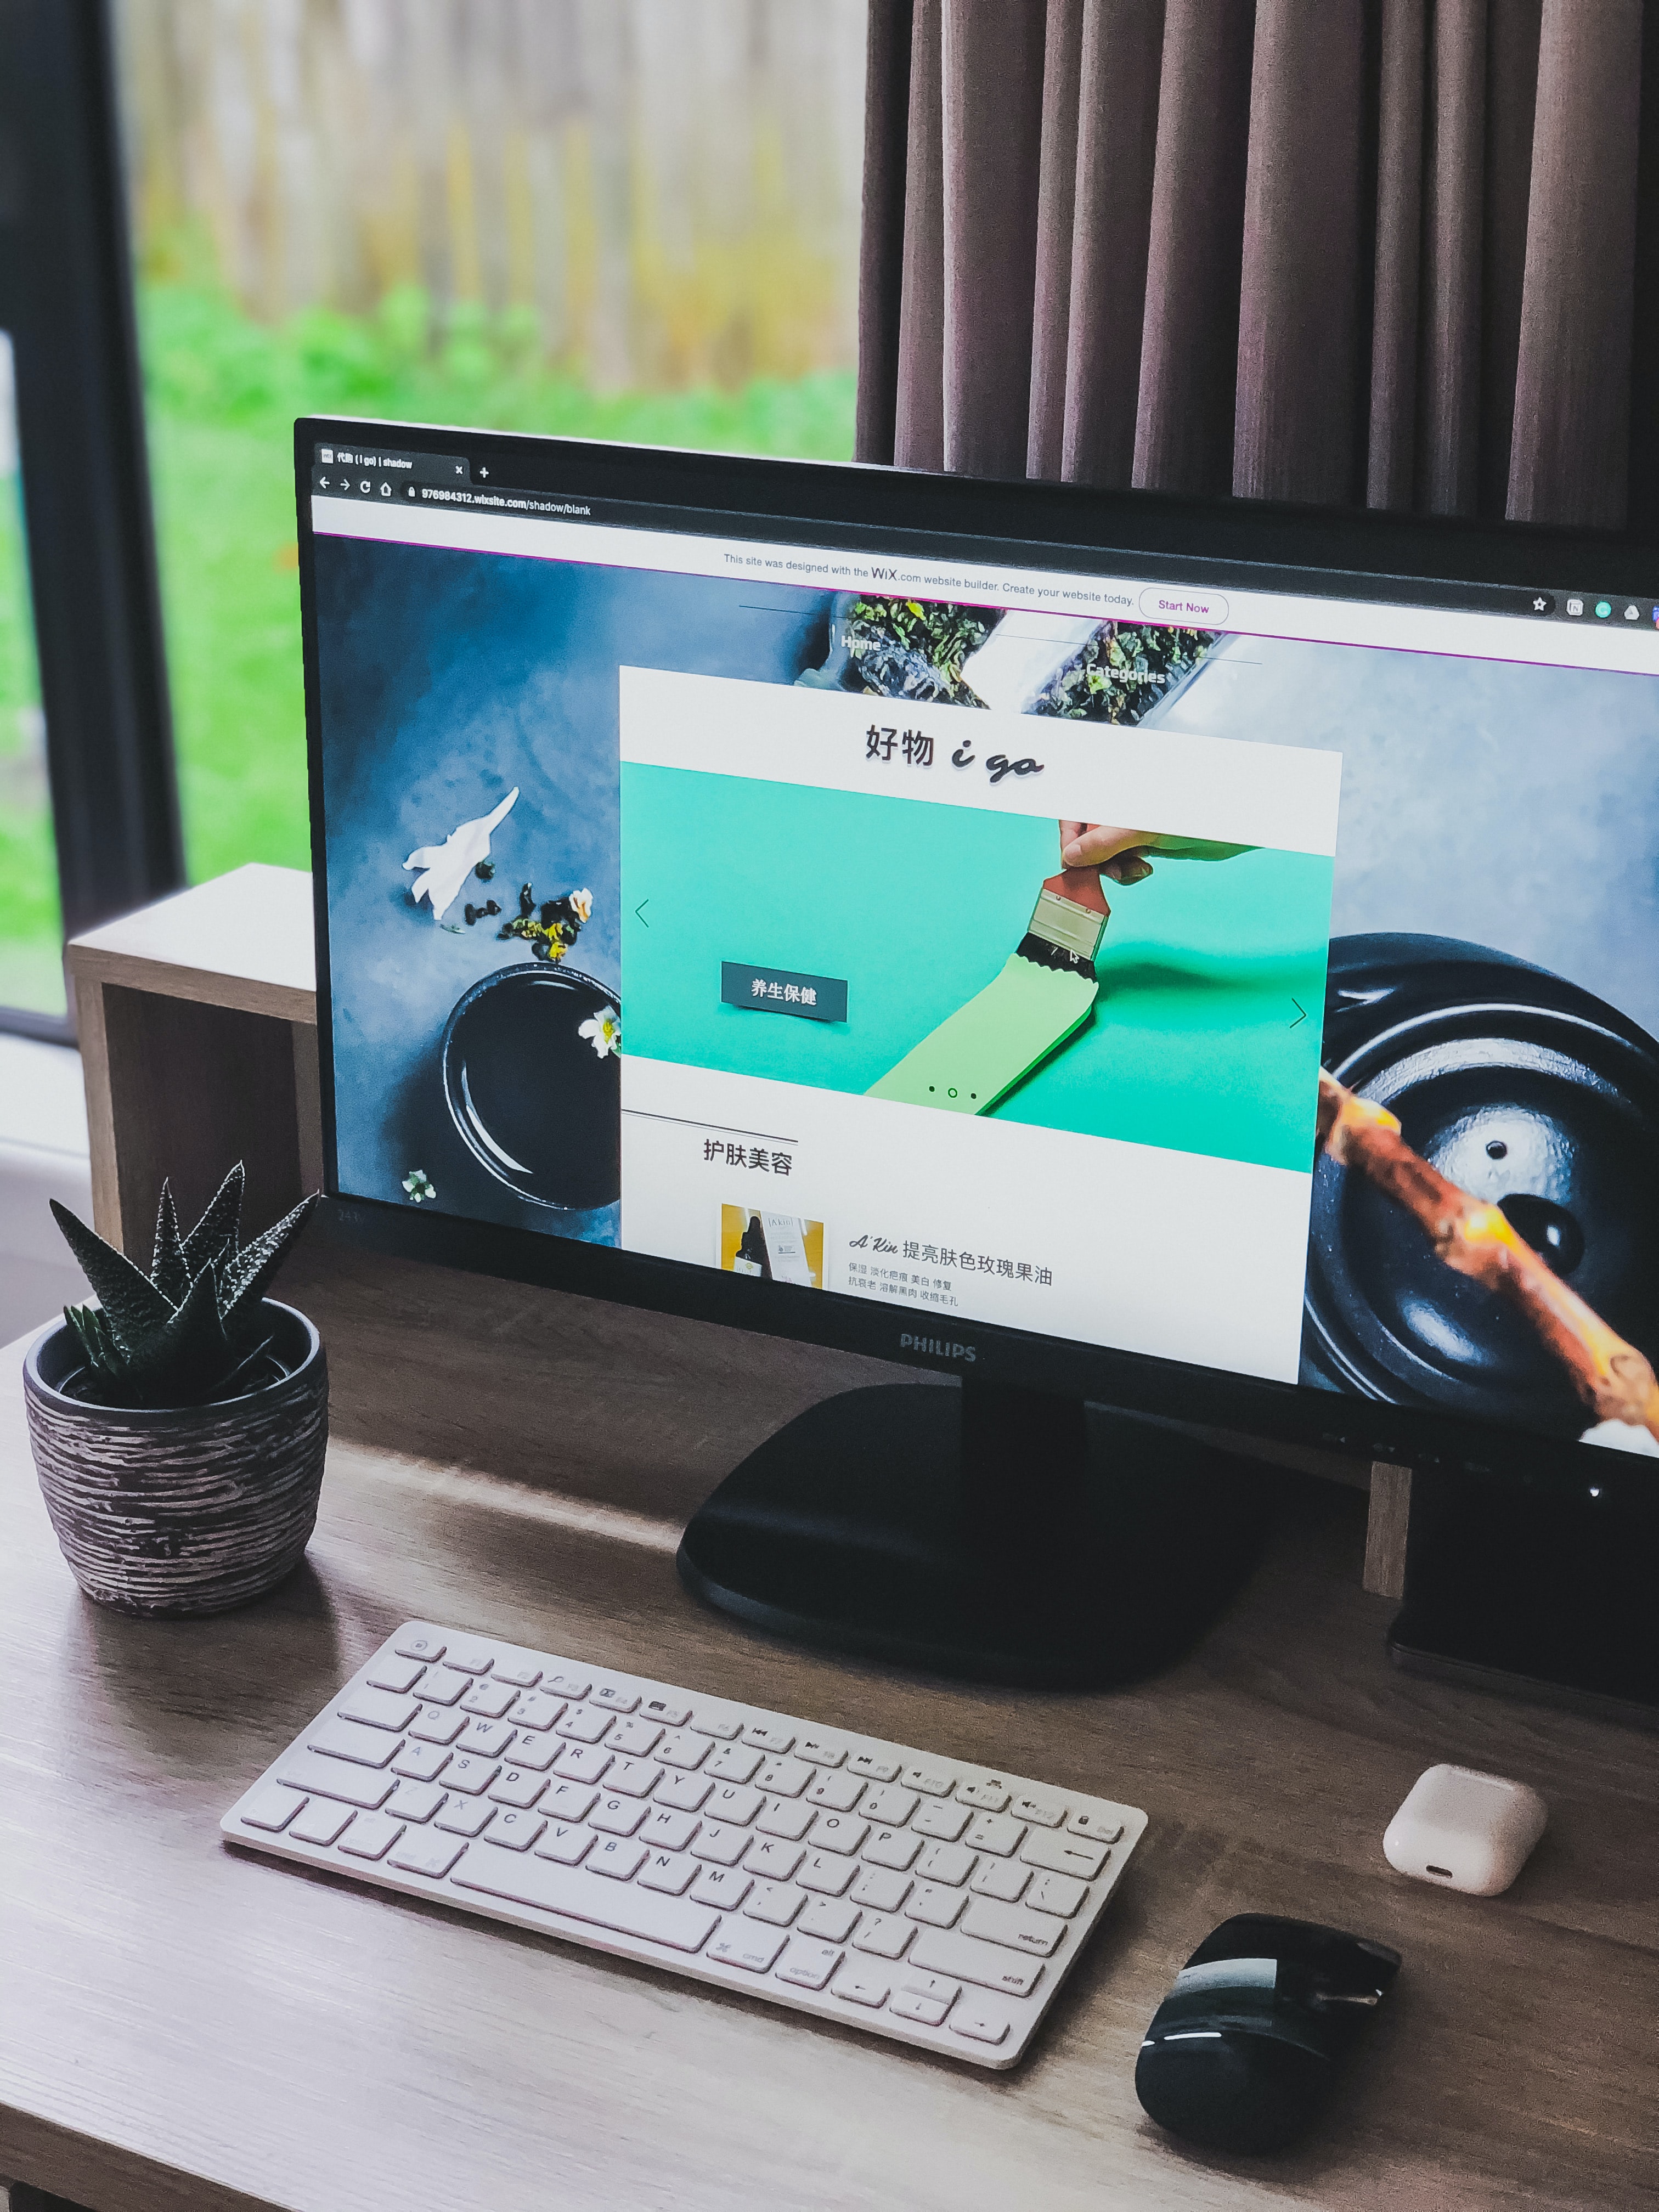 代购 ( i go) | shadow
976984312.wixsite.com/shadow/blank
This site was designed with the WiX.com website builder. Create your website today. Start Now
Home
Categories
好物 i go
养生保健
护肤美容
A'Kin 提亮肤色玫瑰果油
保湿 淡化疤痕 美白 修复
抗衰老 溶解黑肉 收缩毛孔
PHILIPS
Q W E R T Y U I O P
A S D F G H J K L
Z X C V B N M
return
shift
cmd
option
alt